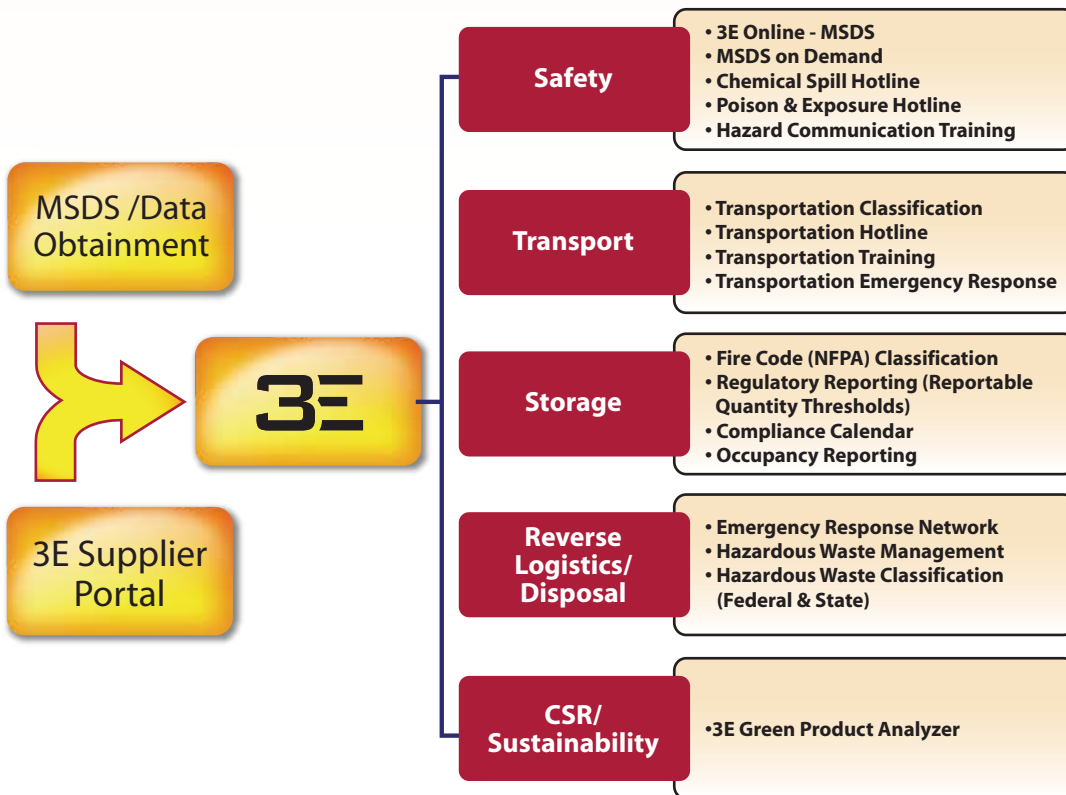 MSDS /Data
Obtainment
3E Supplier
Portal
3E
Safety
• 3E Online - MSDS
• MSDS on Demand
• Chemical Spill Hotline
• Poison & Exposure Hotline
• Hazard Communication Training
Transport
• Transportation Classification
• Transportation Hotline
• Transportation Training
• Transportation Emergency Response
Storage
• Fire Code (NFPA) Classification
• Regulatory Reporting (Reportable
Quantity Thresholds)
• Compliance Calendar
• Occupancy Reporting
Reverse
Logistics/
Disposal
• Emergency Response Network
• Hazardous Waste Management
• Hazardous Waste Classification
(Federal & State)
CSR/
Sustainability
•3E Green Product Analyzer